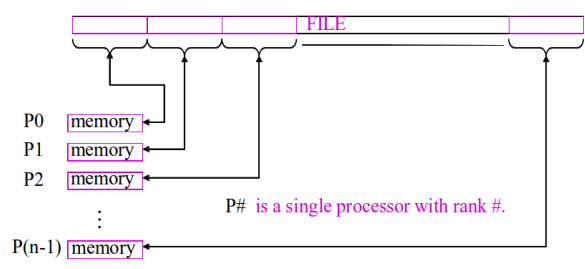 FILE
P0 memory
P1 memory
P2 memory
P# is a single processor with rank #.
⋮
P(n-1) memory